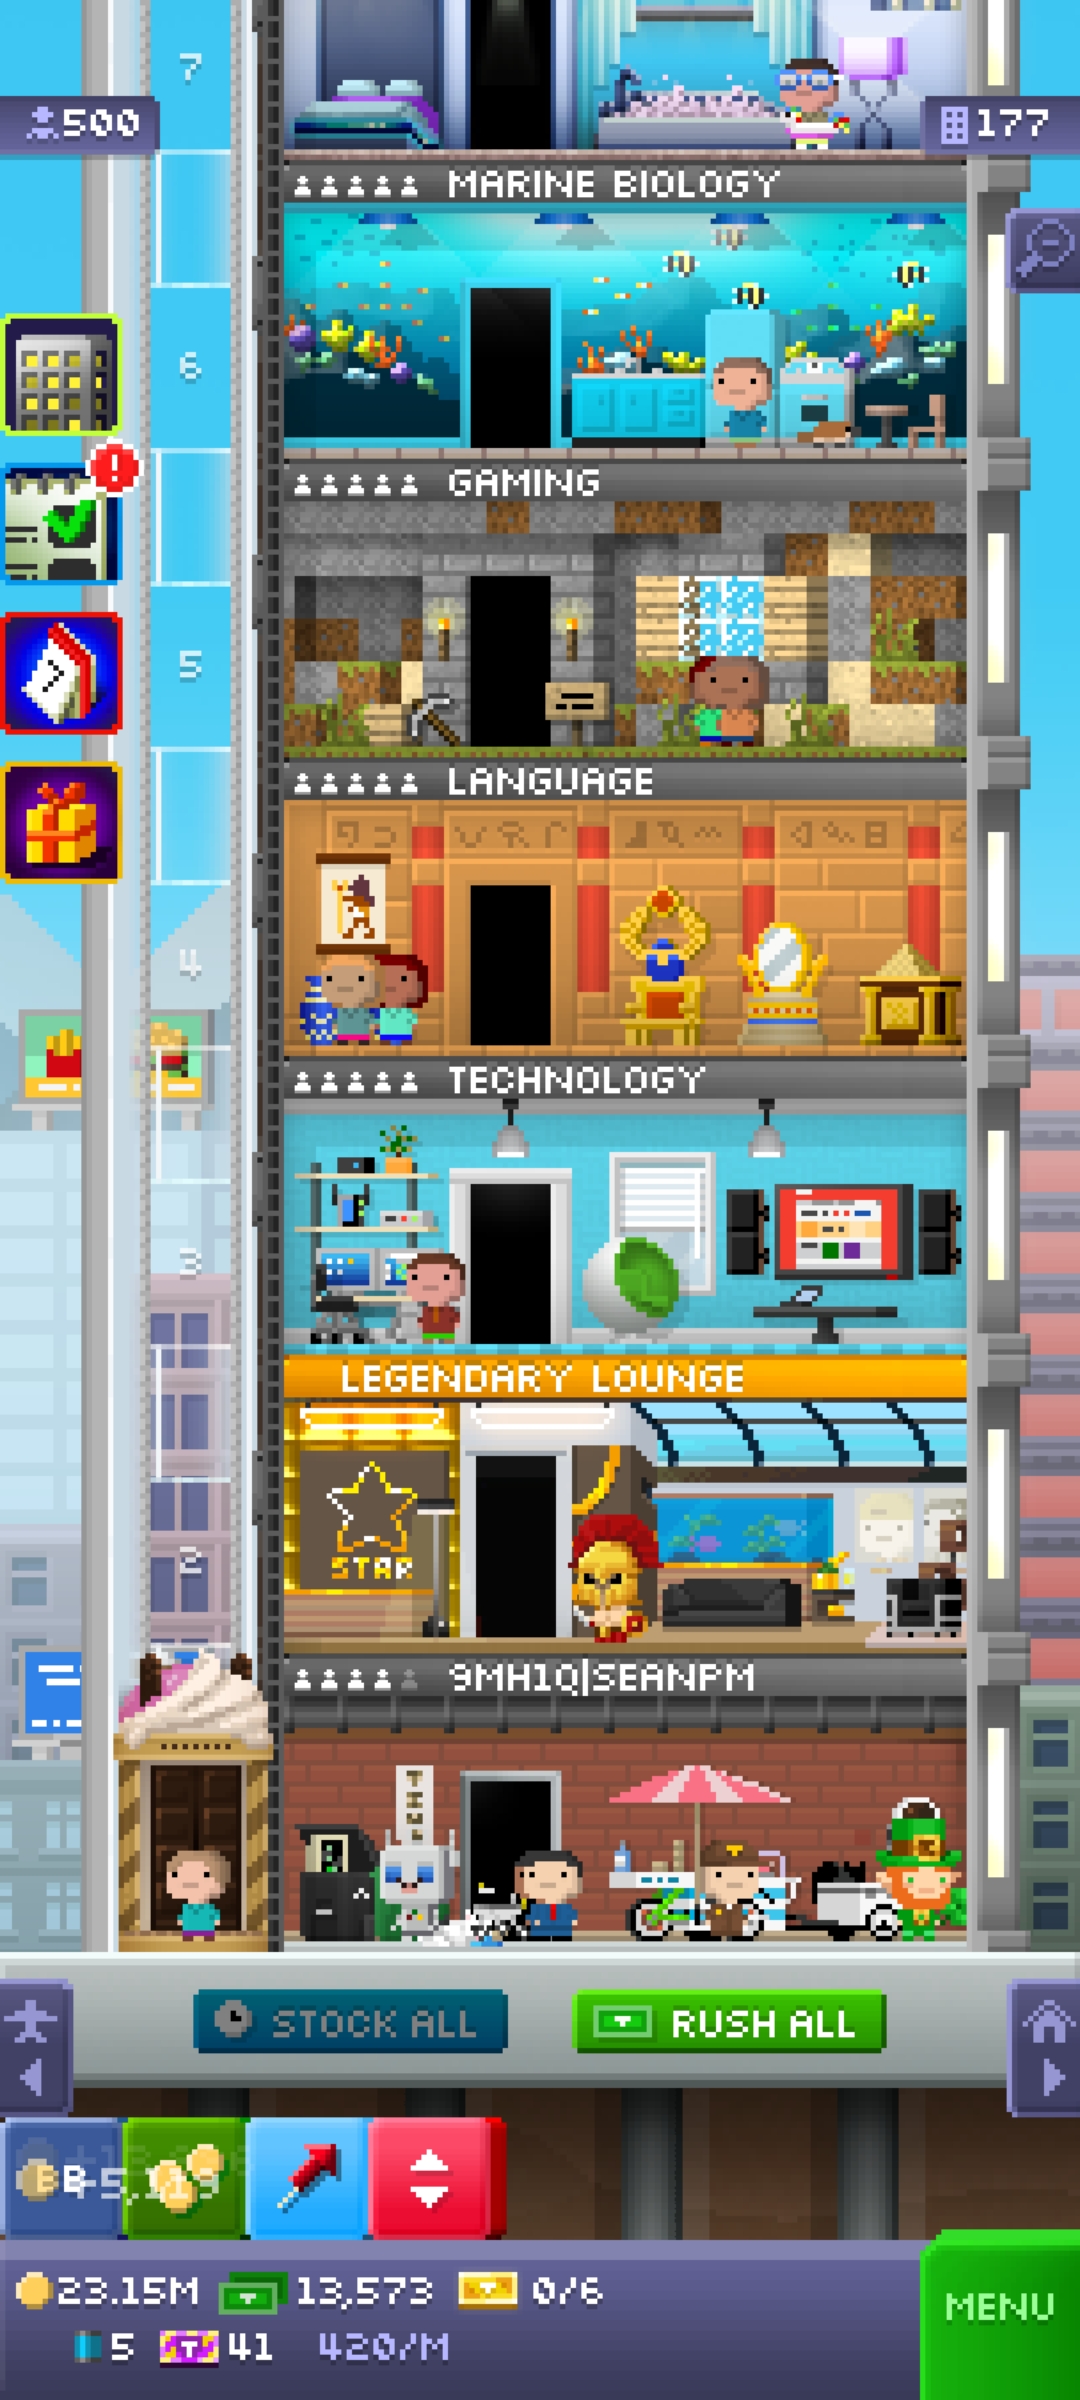 7
500
177
MARINE BIOLOGY
6
GAMING
5
LANGUAGE
4
TECHNOLOGY
3
LEGENDARY LOUNGE
STAR
2
9MH1Q|SEANPM
STOCK ALL
RUSH ALL
23.15M 13,573 0/6
MENU
5 41 420/M